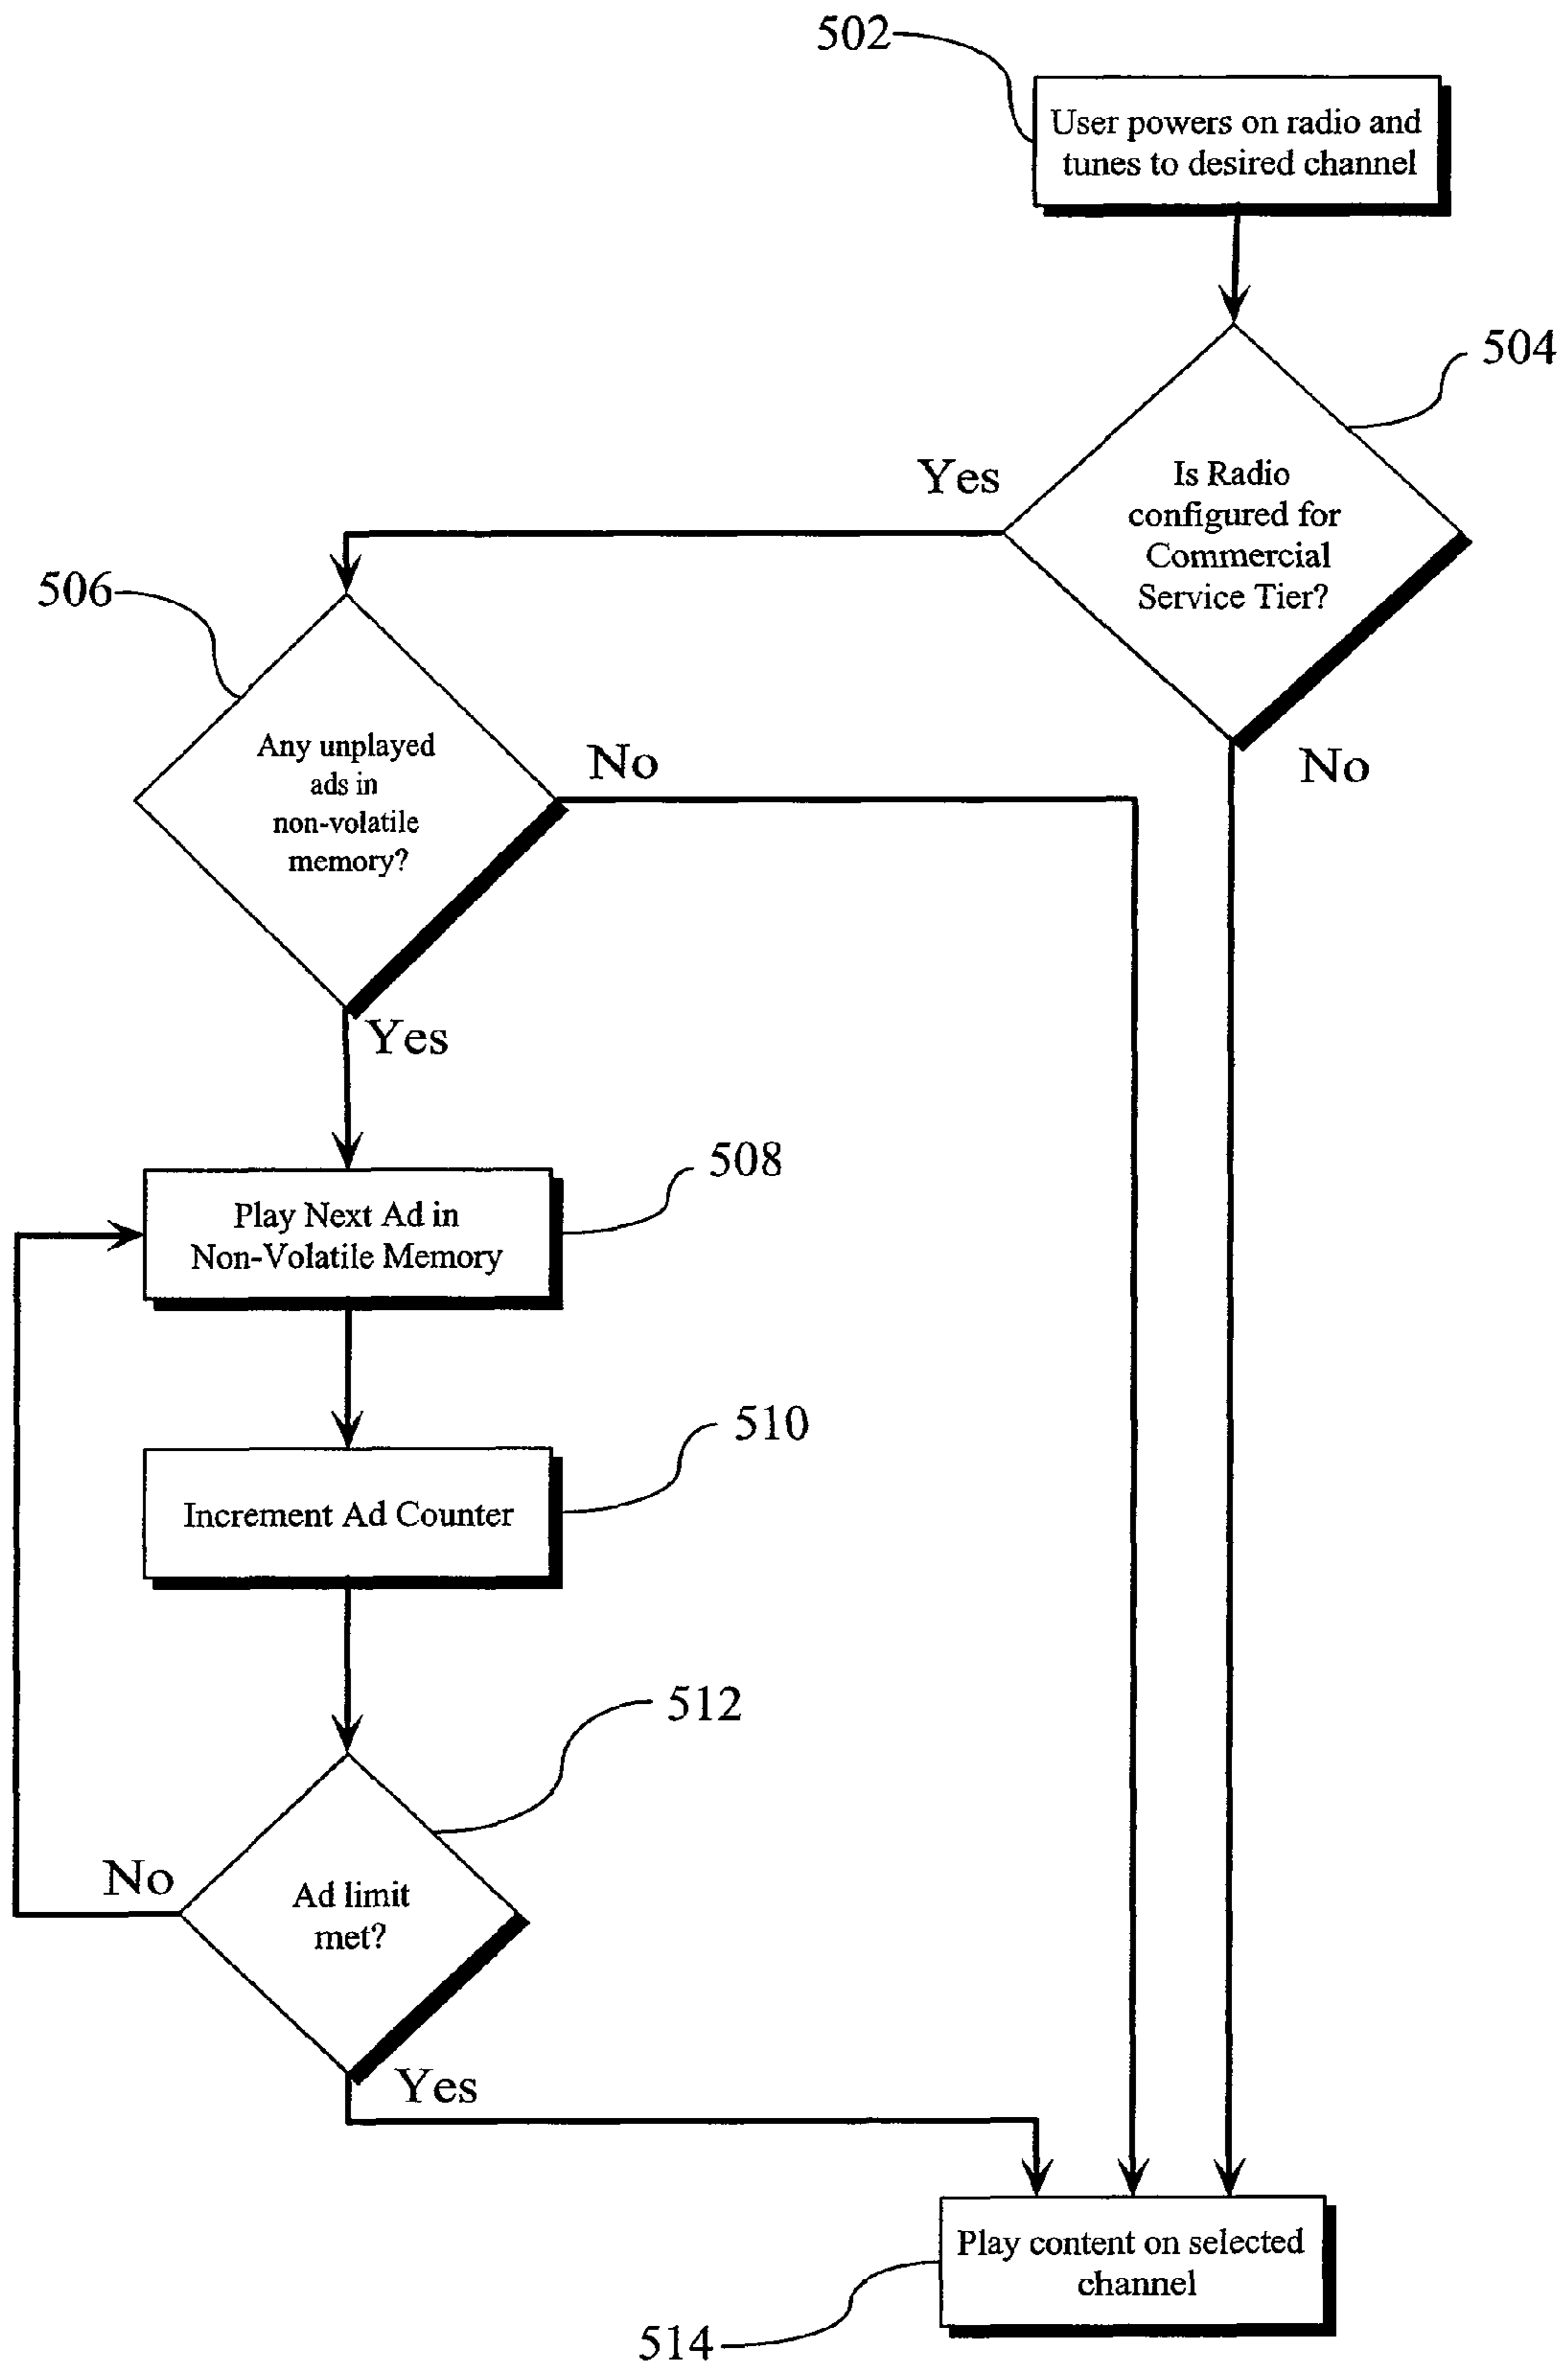 502
User powers on radio and
tunes to desired channel
504
Is Radio
configured for
Commercial
Service Tier?
Yes
No
506
Any unplayed
ads in
non-volatile
memory?
No
Yes
508
Play Next Ad in
Non-Volatile Memory
510
Increment Ad Counter
512
Ad limit
met?
No
Yes
Play content on selected
channel
514